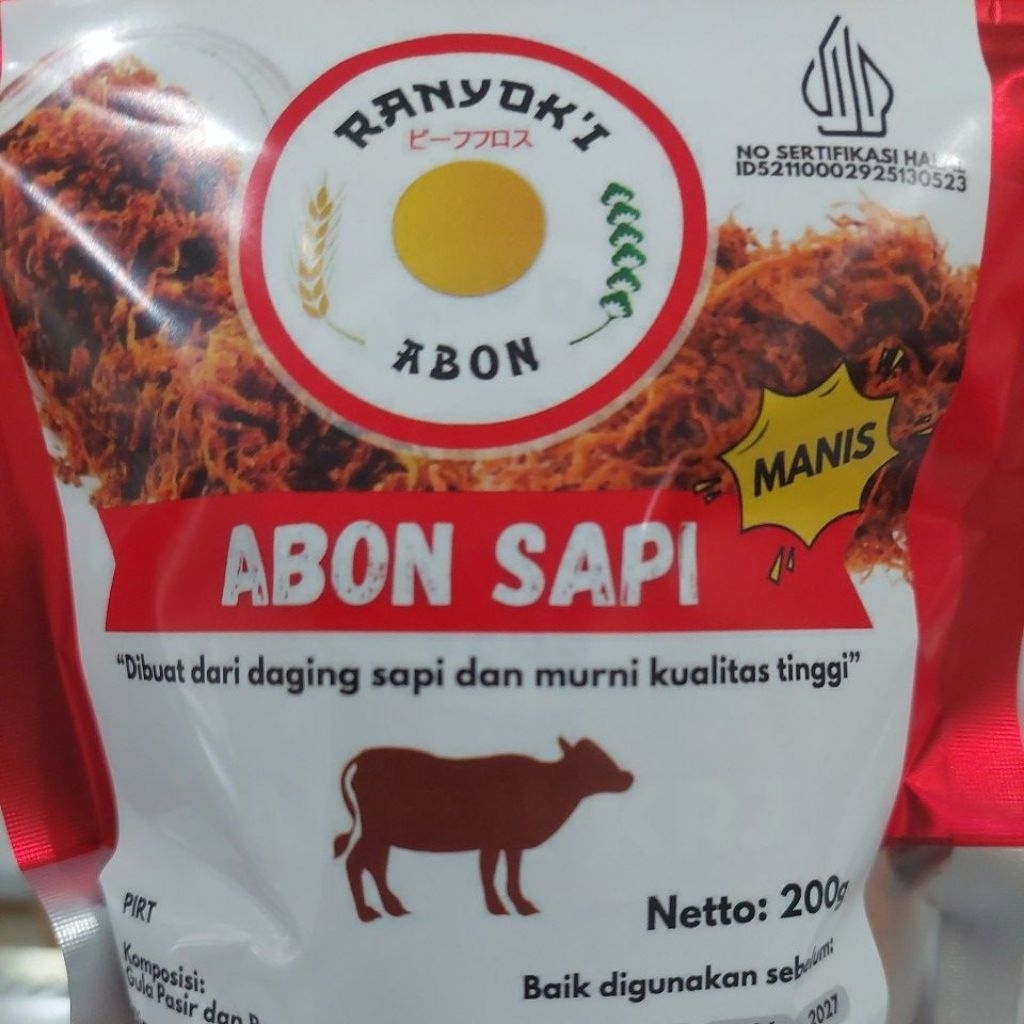 RANYOK'I
ビーフフロス
ABON
NO SERTIFIKASI HALAL
ID52110002925130523
MANIS
ABON SAPI
“Dibuat dari daging sapi dan murni kualitas tinggi”
PIRT
Netto: 200g
Komposisi:
Gula Pasir dan
Baik digunakan sebelum:
2027